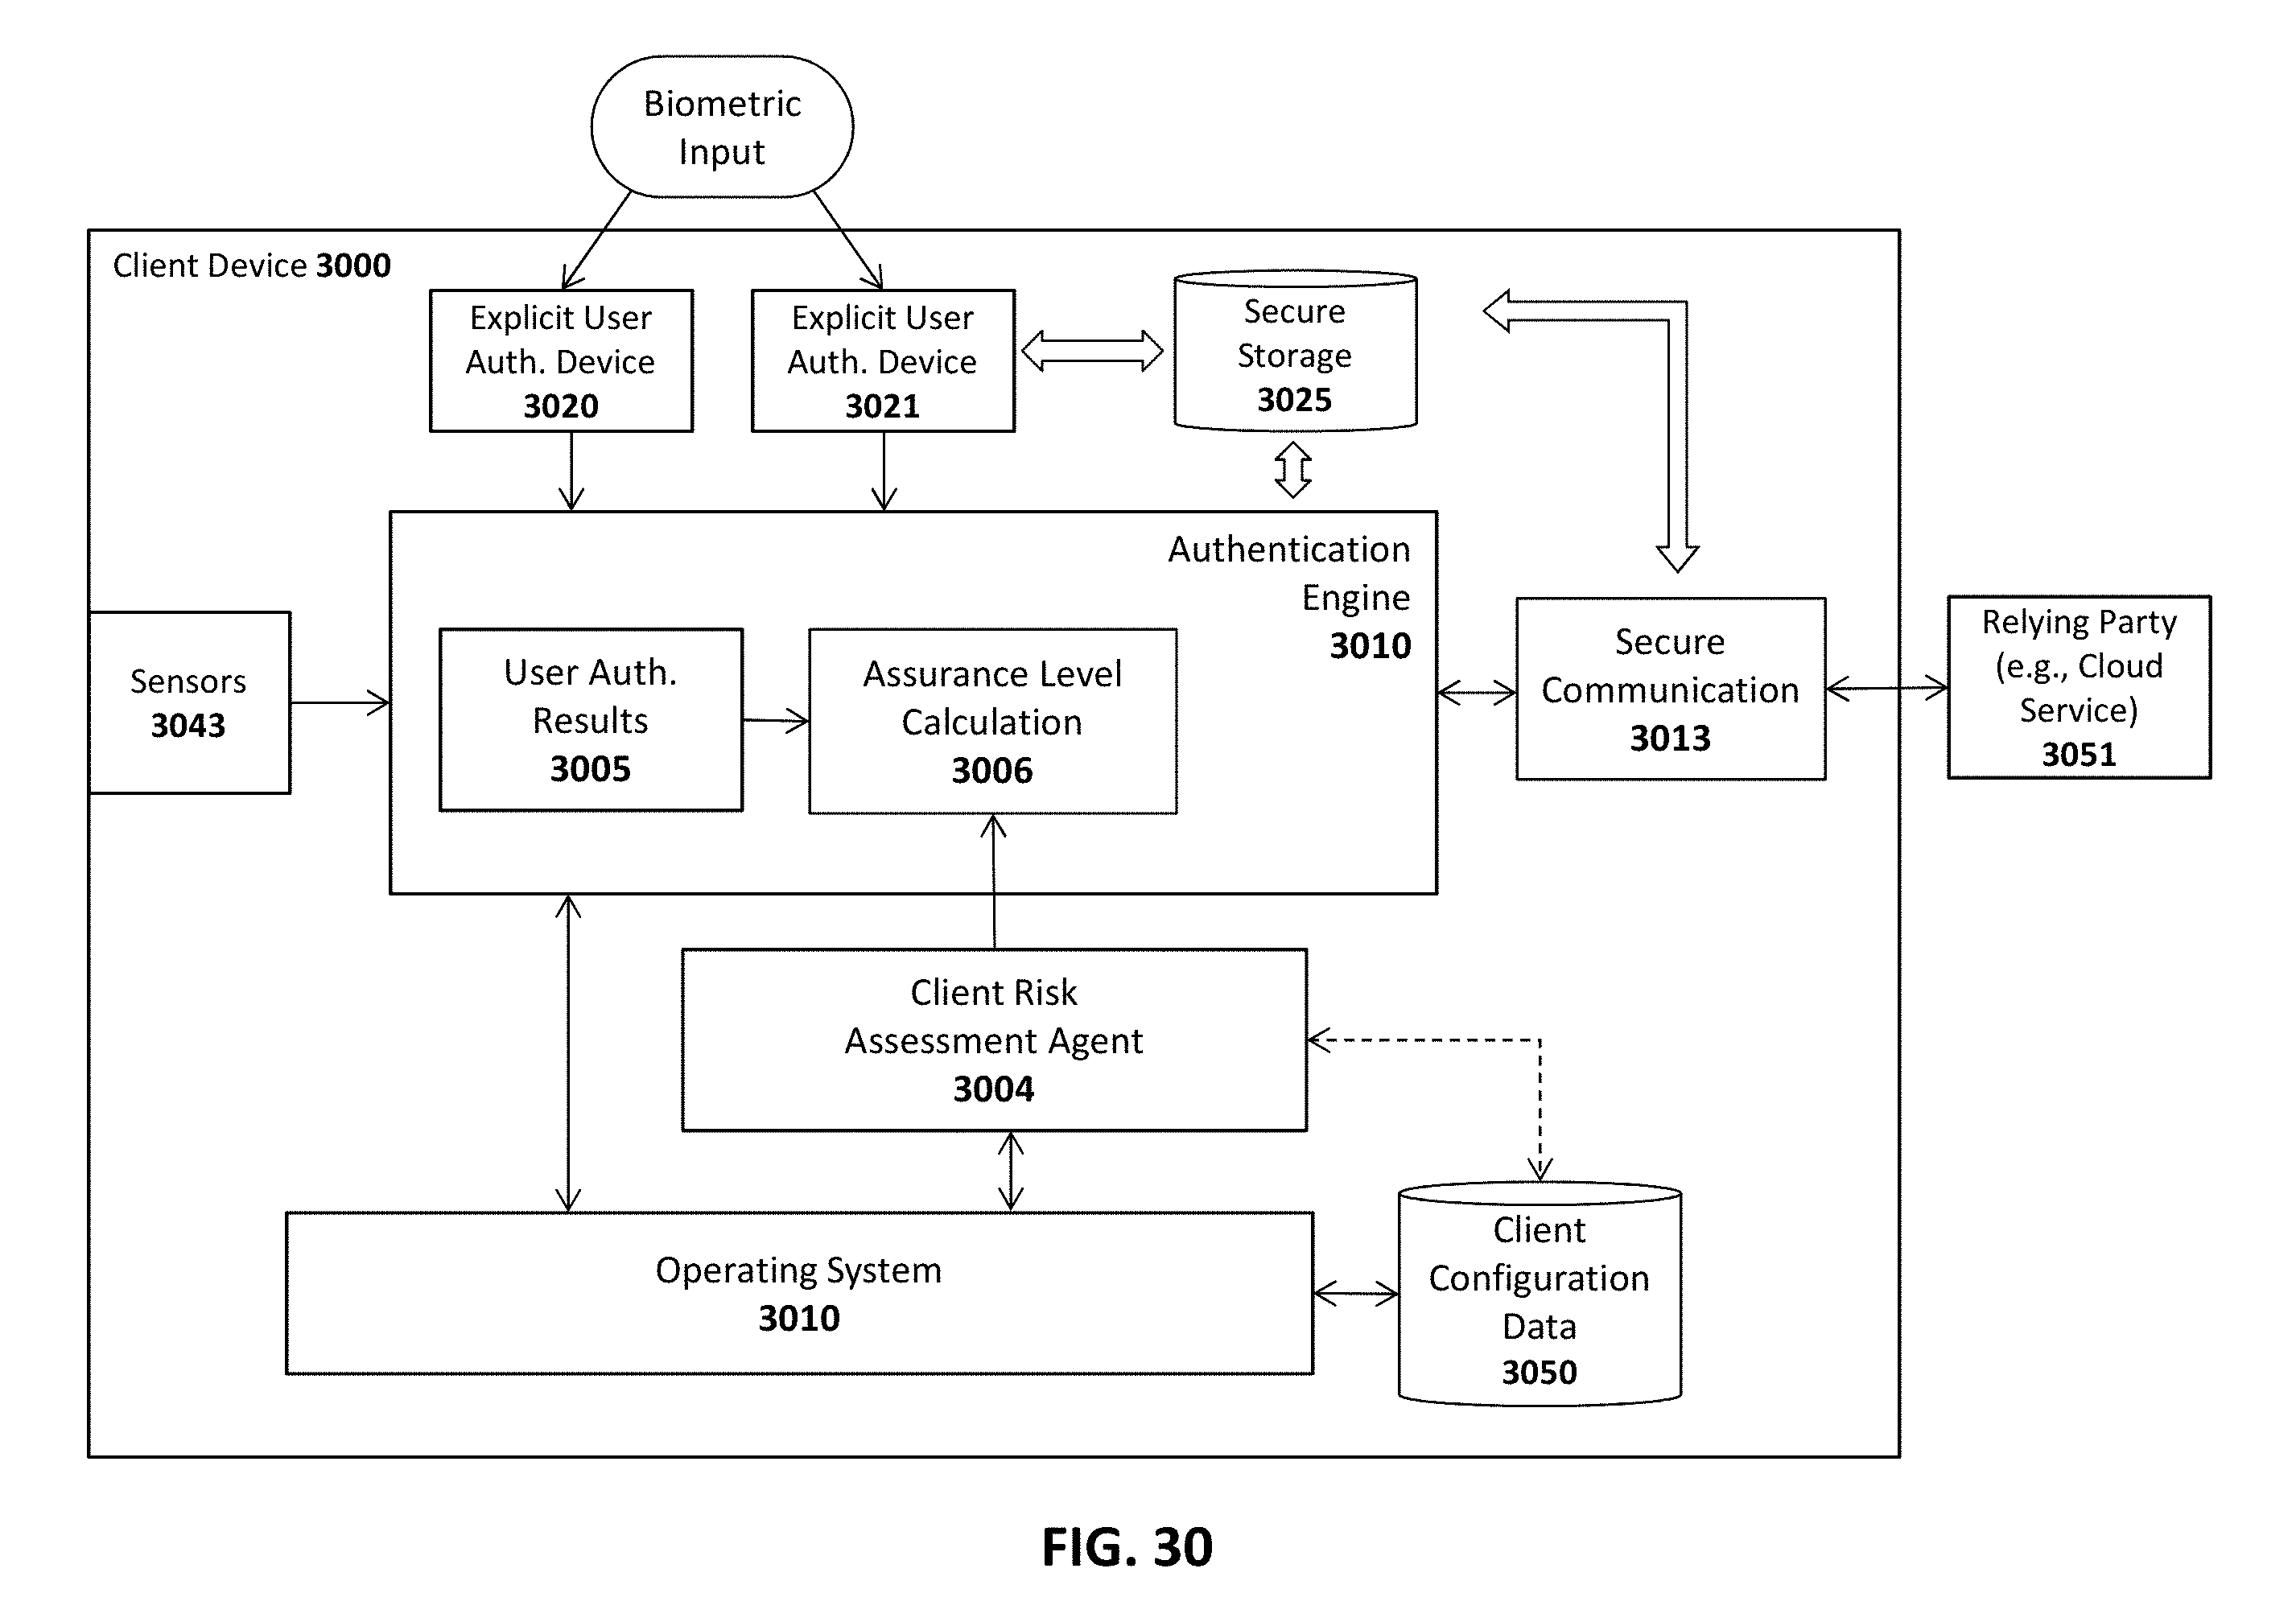 Biometric
Input
Client Device 3000
Explicit User
Auth. Device
3020
Explicit User
Auth. Device
3021
Secure
Storage
3025
Authentication
Engine
3010
Sensors
3043
User Auth.
Results
3005
Assurance Level
Calculation
3006
Secure
Communication
3013
Relying Party
(e.g., Cloud
Service)
3051
Client Risk
Assessment Agent
3004
Operating System
3010
Client
Configuration
Data
3050
FIG. 30